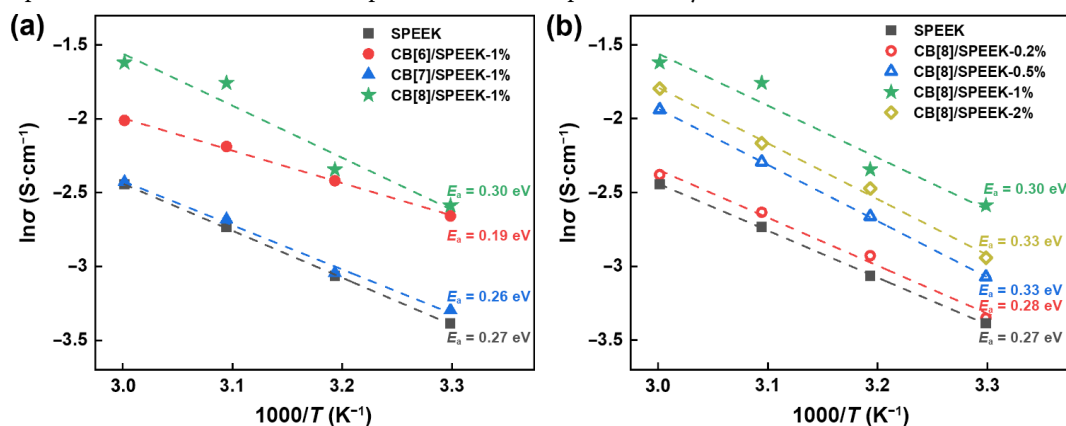 (a)
SPEEK
CB[6]/SPEEK-1%
CB[7]/SPEEK-1%
CB[8]/SPEEK-1%
−1.5
−2
−2.5
−3
−3.5
lnσ (S·cm⁻¹)
Eₐ = 0.30 eV
Eₐ = 0.19 eV
Eₐ = 0.26 eV
Eₐ = 0.27 eV
3.0 3.1 3.2 3.3
1000/T (K⁻¹)
(b)
SPEEK
CB[8]/SPEEK-0.2%
CB[8]/SPEEK-0.5%
CB[8]/SPEEK-1%
CB[8]/SPEEK-2%
−1.5
−2
−2.5
−3
−3.5
lnσ (S·cm⁻¹)
Eₐ = 0.30 eV
Eₐ = 0.33 eV
Eₐ = 0.33 eV
Eₐ = 0.28 eV
Eₐ = 0.27 eV
3.0 3.1 3.2 3.3
1000/T (K⁻¹)